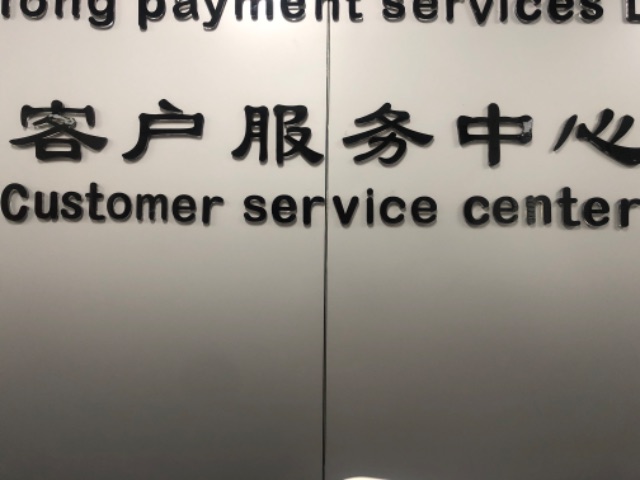 payment services
客户服务中心
Customer service center